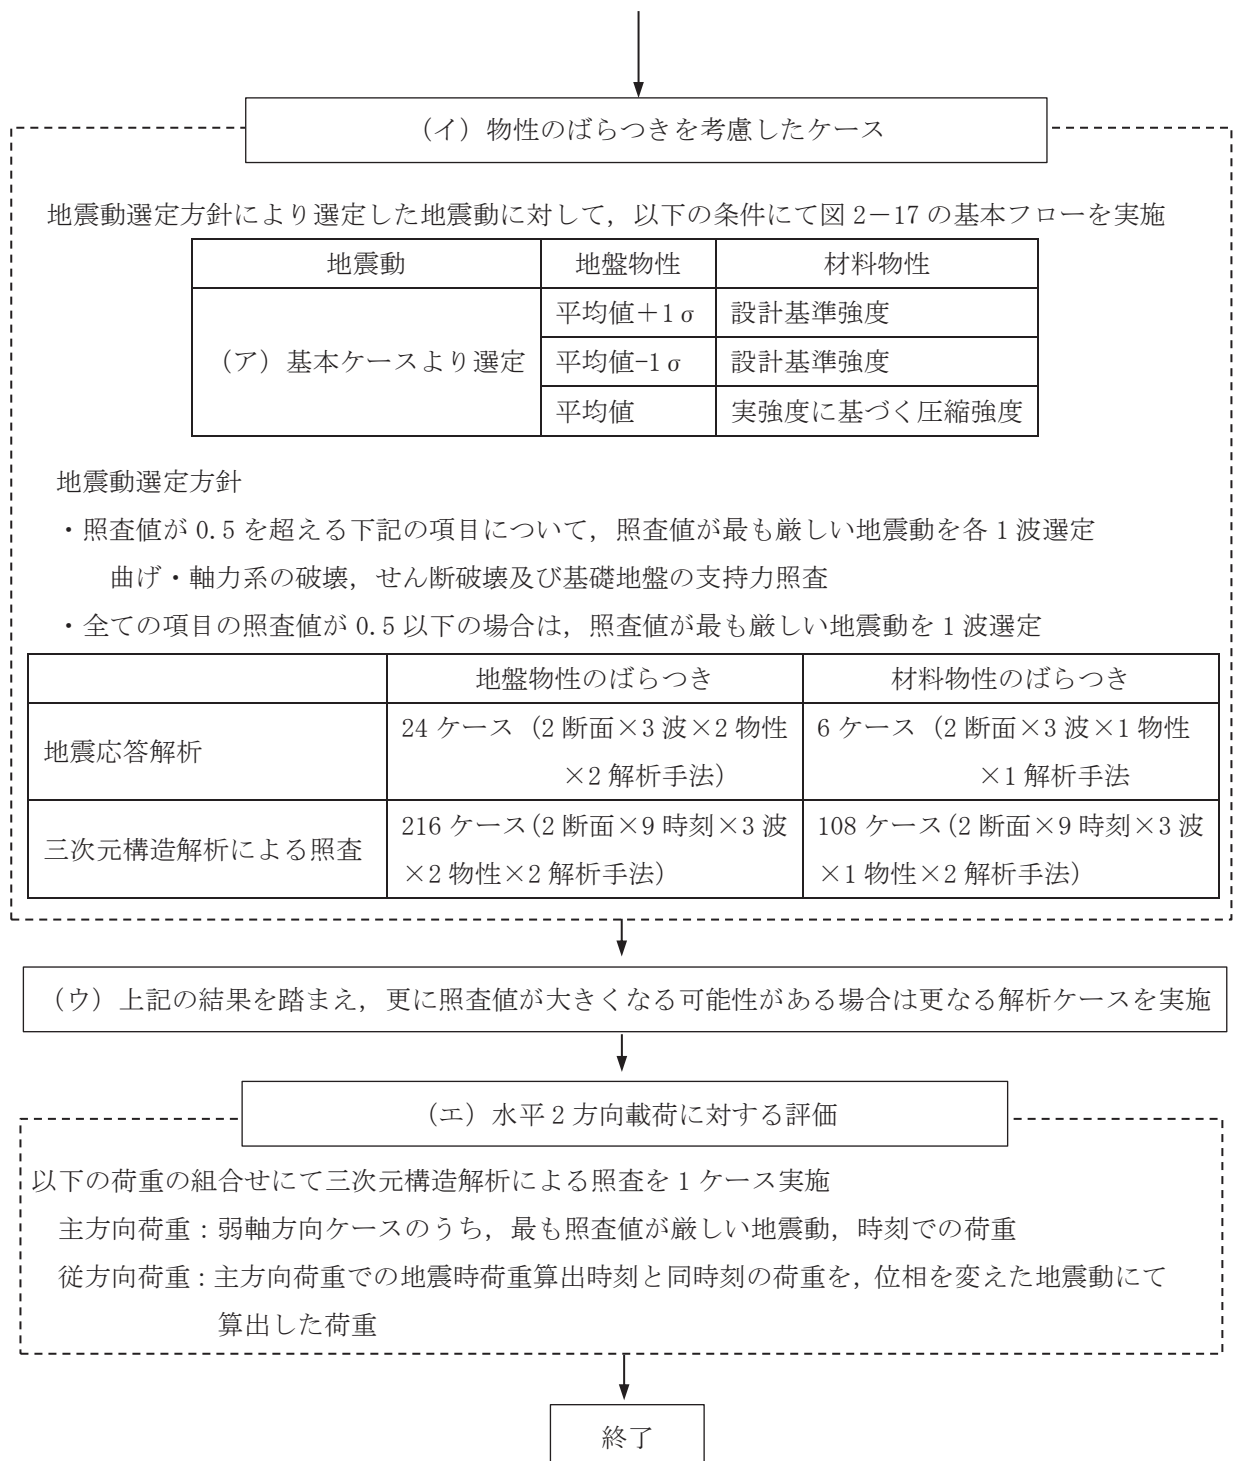 （イ）物性のばらつきを考慮したケース
地震動選定方針により選定した地震動に対して，以下の条件にて図 2－17 の基本フローを実施
地震動 地盤物性 材料物性
（ア）基本ケースより選定 平均値＋1σ 設計基準強度
平均値-1σ 設計基準強度
平均値 実強度に基づく圧縮強度
地震動選定方針
・照査値が 0.5 を超える下記の項目について，照査値が最も厳しい地震動を各 1 波選定
曲げ・軸力系の破壊，せん断破壊及び基礎地盤の支持力照査
・全ての項目の照査値が 0.5 以下の場合は，照査値が最も厳しい地震動を 1 波選定
地盤物性のばらつき 材料物性のばらつき
地震応答解析
24 ケース（2 断面×3 波×2 物性
×2 解析手法）
6 ケース（2 断面×3 波×1 物性
×1 解析手法
三次元構造解析による照査
216 ケース（2 断面×9 時刻×3 波
×2 物性×2 解析手法）
108 ケース（2 断面×9 時刻×3 波
×1 物性×2 解析手法）
（ウ）上記の結果を踏まえ，更に照査値が大きくなる可能性がある場合は更なる解析ケースを実施
（エ）水平 2 方向載荷に対する評価
以下の荷重の組合せにて三次元構造解析による照査を 1 ケース実施
主方向荷重：弱軸方向ケースのうち，最も照査値が厳しい地震動，時刻での荷重
従方向荷重：主方向荷重での地震時荷重算出時刻と同時刻の荷重を，位相を変えた地震動にて
算出した荷重
終了